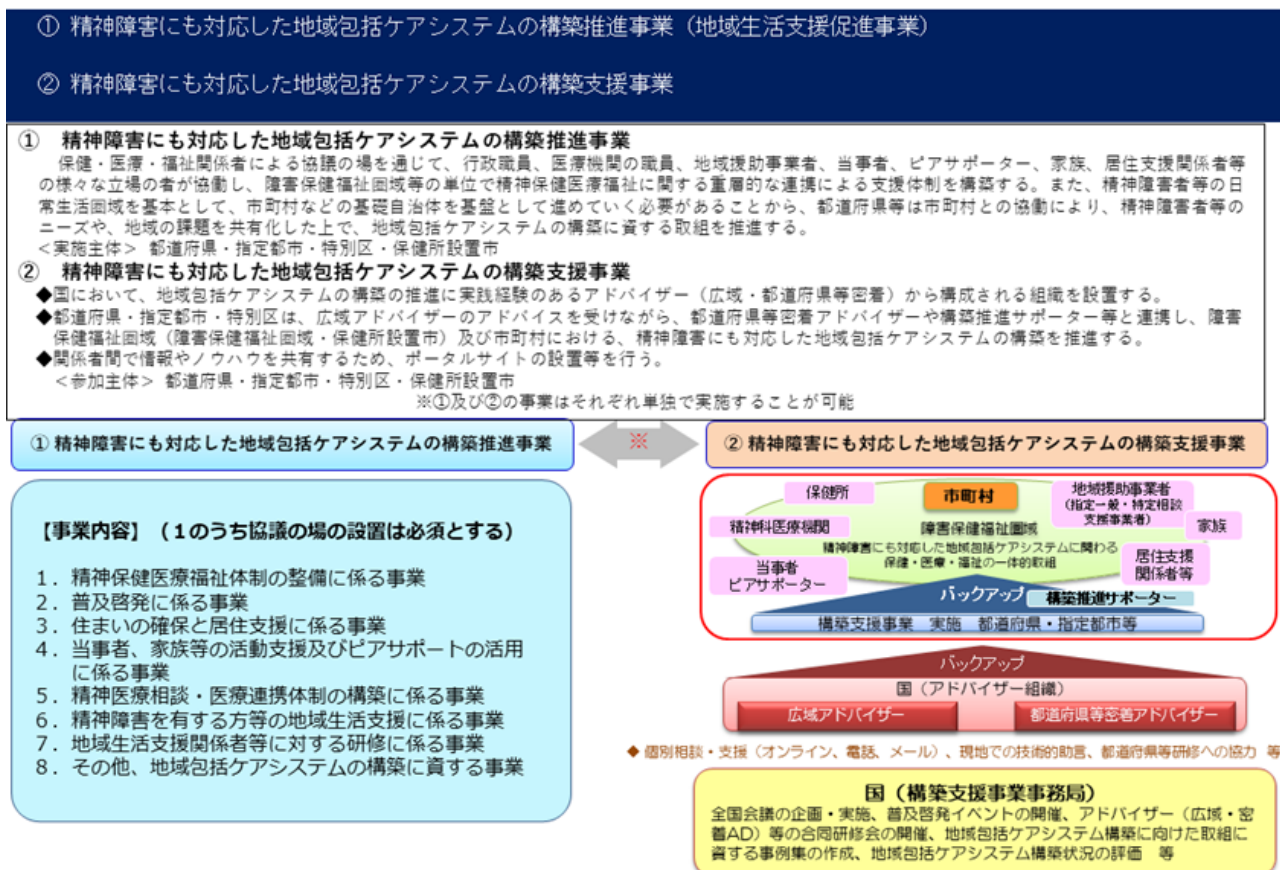 ① 精神障害にも対応した地域包括ケアシステムの構築推進事業（地域生活支援促進事業）
② 精神障害にも対応した地域包括ケアシステムの構築支援事業
① 精神障害にも対応した地域包括ケアシステムの構築推進事業
保健・医療・福祉関係者による協議の場を通じて、行政職員、医療機関の職員、地域援助事業者、当事者、ピアサポーター、家族、居住支援関係者等
の様々な立場の者が協働し、障害保健福祉圏域等の単位で精神保健医療福祉に関する重層的な連携による支援体制を構築する。また、精神障害者等の日
常生活圏域を基本として、市町村などの基礎自治体を基盤として進めていく必要があることから、都道府県等は市町村との協働により、精神障害者等の
ニーズや、地域の課題を共有化した上で、地域包括ケアシステムの構築に資する取組を推進する。
＜実施主体＞ 都道府県・指定都市・特別区・保健所設置市
② 精神障害にも対応した地域包括ケアシステムの構築支援事業
◆国において、地域包括ケアシステムの構築の推進に実践経験のあるアドバイザー（広域・都道府県等密着）から構成される組織を設置する。
◆都道府県・指定都市・特別区は、広域アドバイザーのアドバイスを受けながら、都道府県等密着アドバイザーや構築推進サポーター等と連携し、障害
保健福祉圏域（障害保健福祉圏域・保健所設置市）及び市町村における、精神障害にも対応した地域包括ケアシステムの構築を推進する。
◆関係者間で情報やノウハウを共有するため、ポータルサイトの設置等を行う。
＜参加主体＞ 都道府県・指定都市・特別区・保健所設置市
※①及び②の事業はそれぞれ単独で実施することが可能
① 精神障害にも対応した地域包括ケアシステムの構築推進事業
※
② 精神障害にも対応した地域包括ケアシステムの構築支援事業
【事業内容】（１のうち協議の場の設置は必須とする）
１．精神保健医療福祉体制の整備に係る事業
２．普及啓発に係る事業
３．住まいの確保と居住支援に係る事業
４．当事者、家族等の活動支援及びピアサポートの活用
に係る事業
５．精神医療相談・医療連携体制の構築に係る事業
６．精神障害を有する方等の地域生活支援に係る事業
７．地域生活支援関係者等に対する研修に係る事業
８．その他、地域包括ケアシステムの構築に資する事業
保健所
市町村
地域援助事業者
（指定一般・特定相談
支援事業者）
精神科医療機関
障害保健福祉圏域
家族
精神障害にも対応した地域包括ケアシステムに関わる
保健・医療・福祉の一体的取組
当事者
ピアサポーター
居住支援
関係者等
バックアップ
構築推進サポーター
構築支援事業　実施　都道府県・指定都市等
バックアップ
国（アドバイザー組織）
広域アドバイザー
都道府県等密着アドバイザー
◆ 個別相談・支援（オンライン、電話、メール）、現地での技術的助言、都道府県等研修への協力 等
国（構築支援事業事務局）
全国会議の企画・実施、普及啓発イベントの開催、アドバイザー（広域・密
着AD）等の合同研修会の開催、地域包括ケアシステム構築に向けた取組に
資する事例集の作成、地域包括ケアシステム構築状況の評価　等